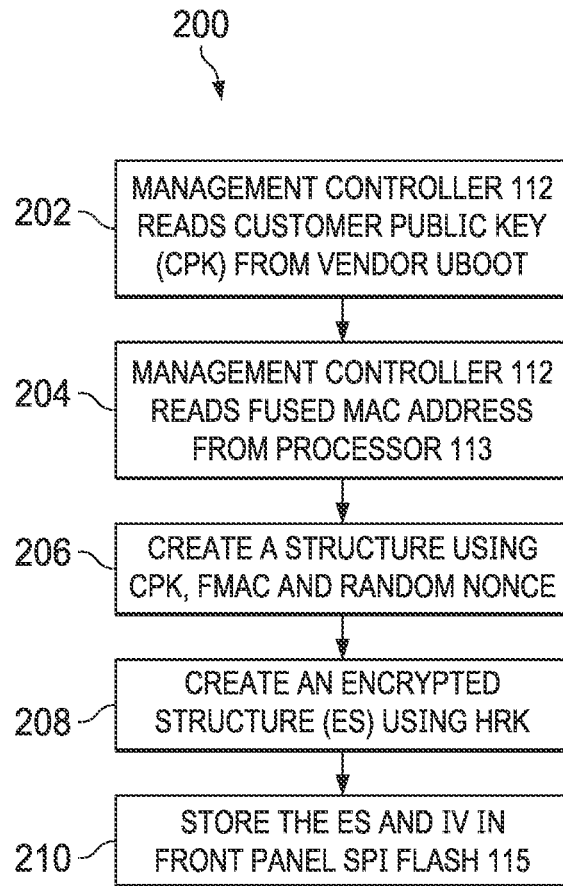 200
202
MANAGEMENT CONTROLLER 112
READS CUSTOMER PUBLIC KEY
(CPK) FROM VENDOR UBOOT
204
MANAGEMENT CONTROLLER 112
READS FUSED MAC ADDRESS
FROM PROCESSOR 113
206
CREATE A STRUCTURE USING
CPK, FMAC AND RANDOM NONCE
208
CREATE AN ENCRYPTED
STRUCTURE (ES) USING HRK
210
STORE THE ES AND IV IN
FRONT PANEL SPI FLASH 115